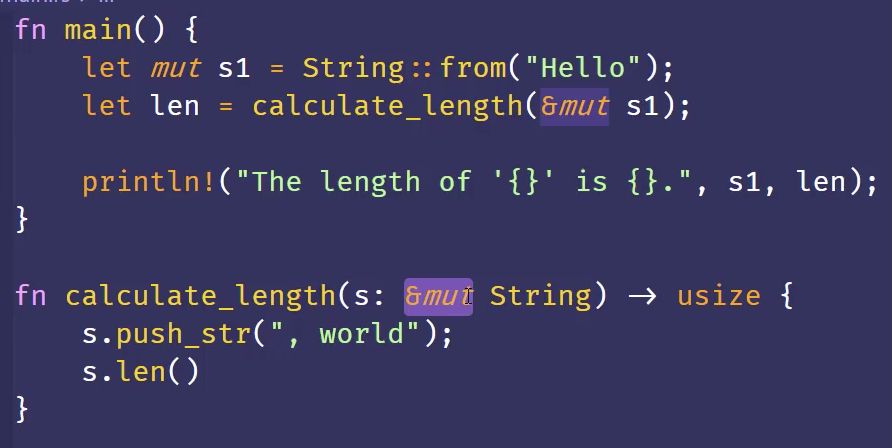 fn main() {
    let mut s1 = String::from("Hello");
    let len = calculate_length(&mut s1);

    println!("The length of '{}' is {}.", s1, len);
}

fn calculate_length(s: &mut String) -> usize {
    s.push_str(", world");
    s.len()
}